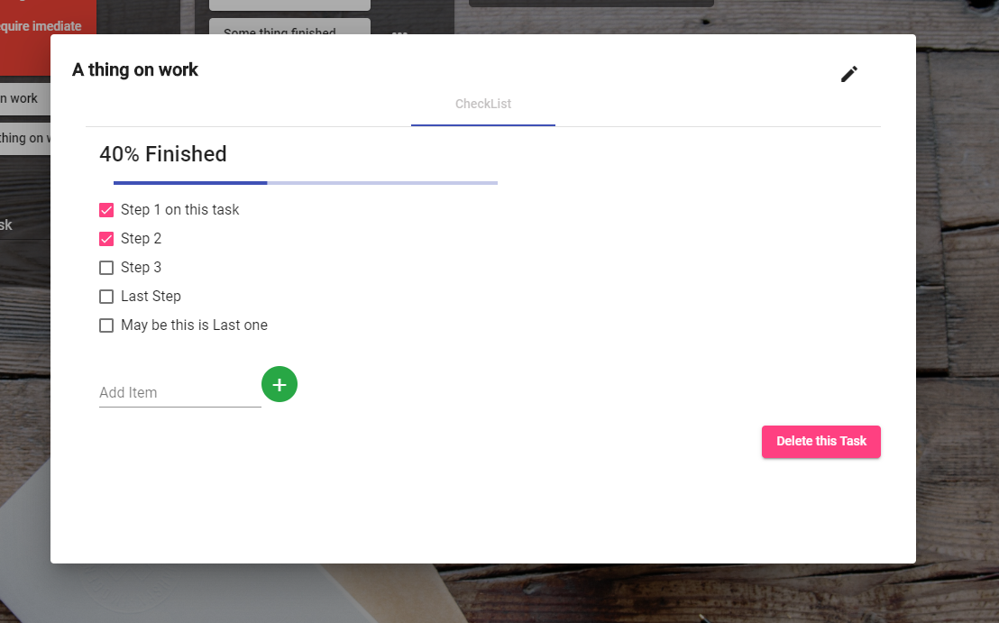 equire imediate
Some thing finished
n work
thing on
sk
A thing on work
CheckList
40% Finished
Step 1 on this task
Step 2
Step 3
Last Step
May be this is Last one
Add Item
Delete this Task